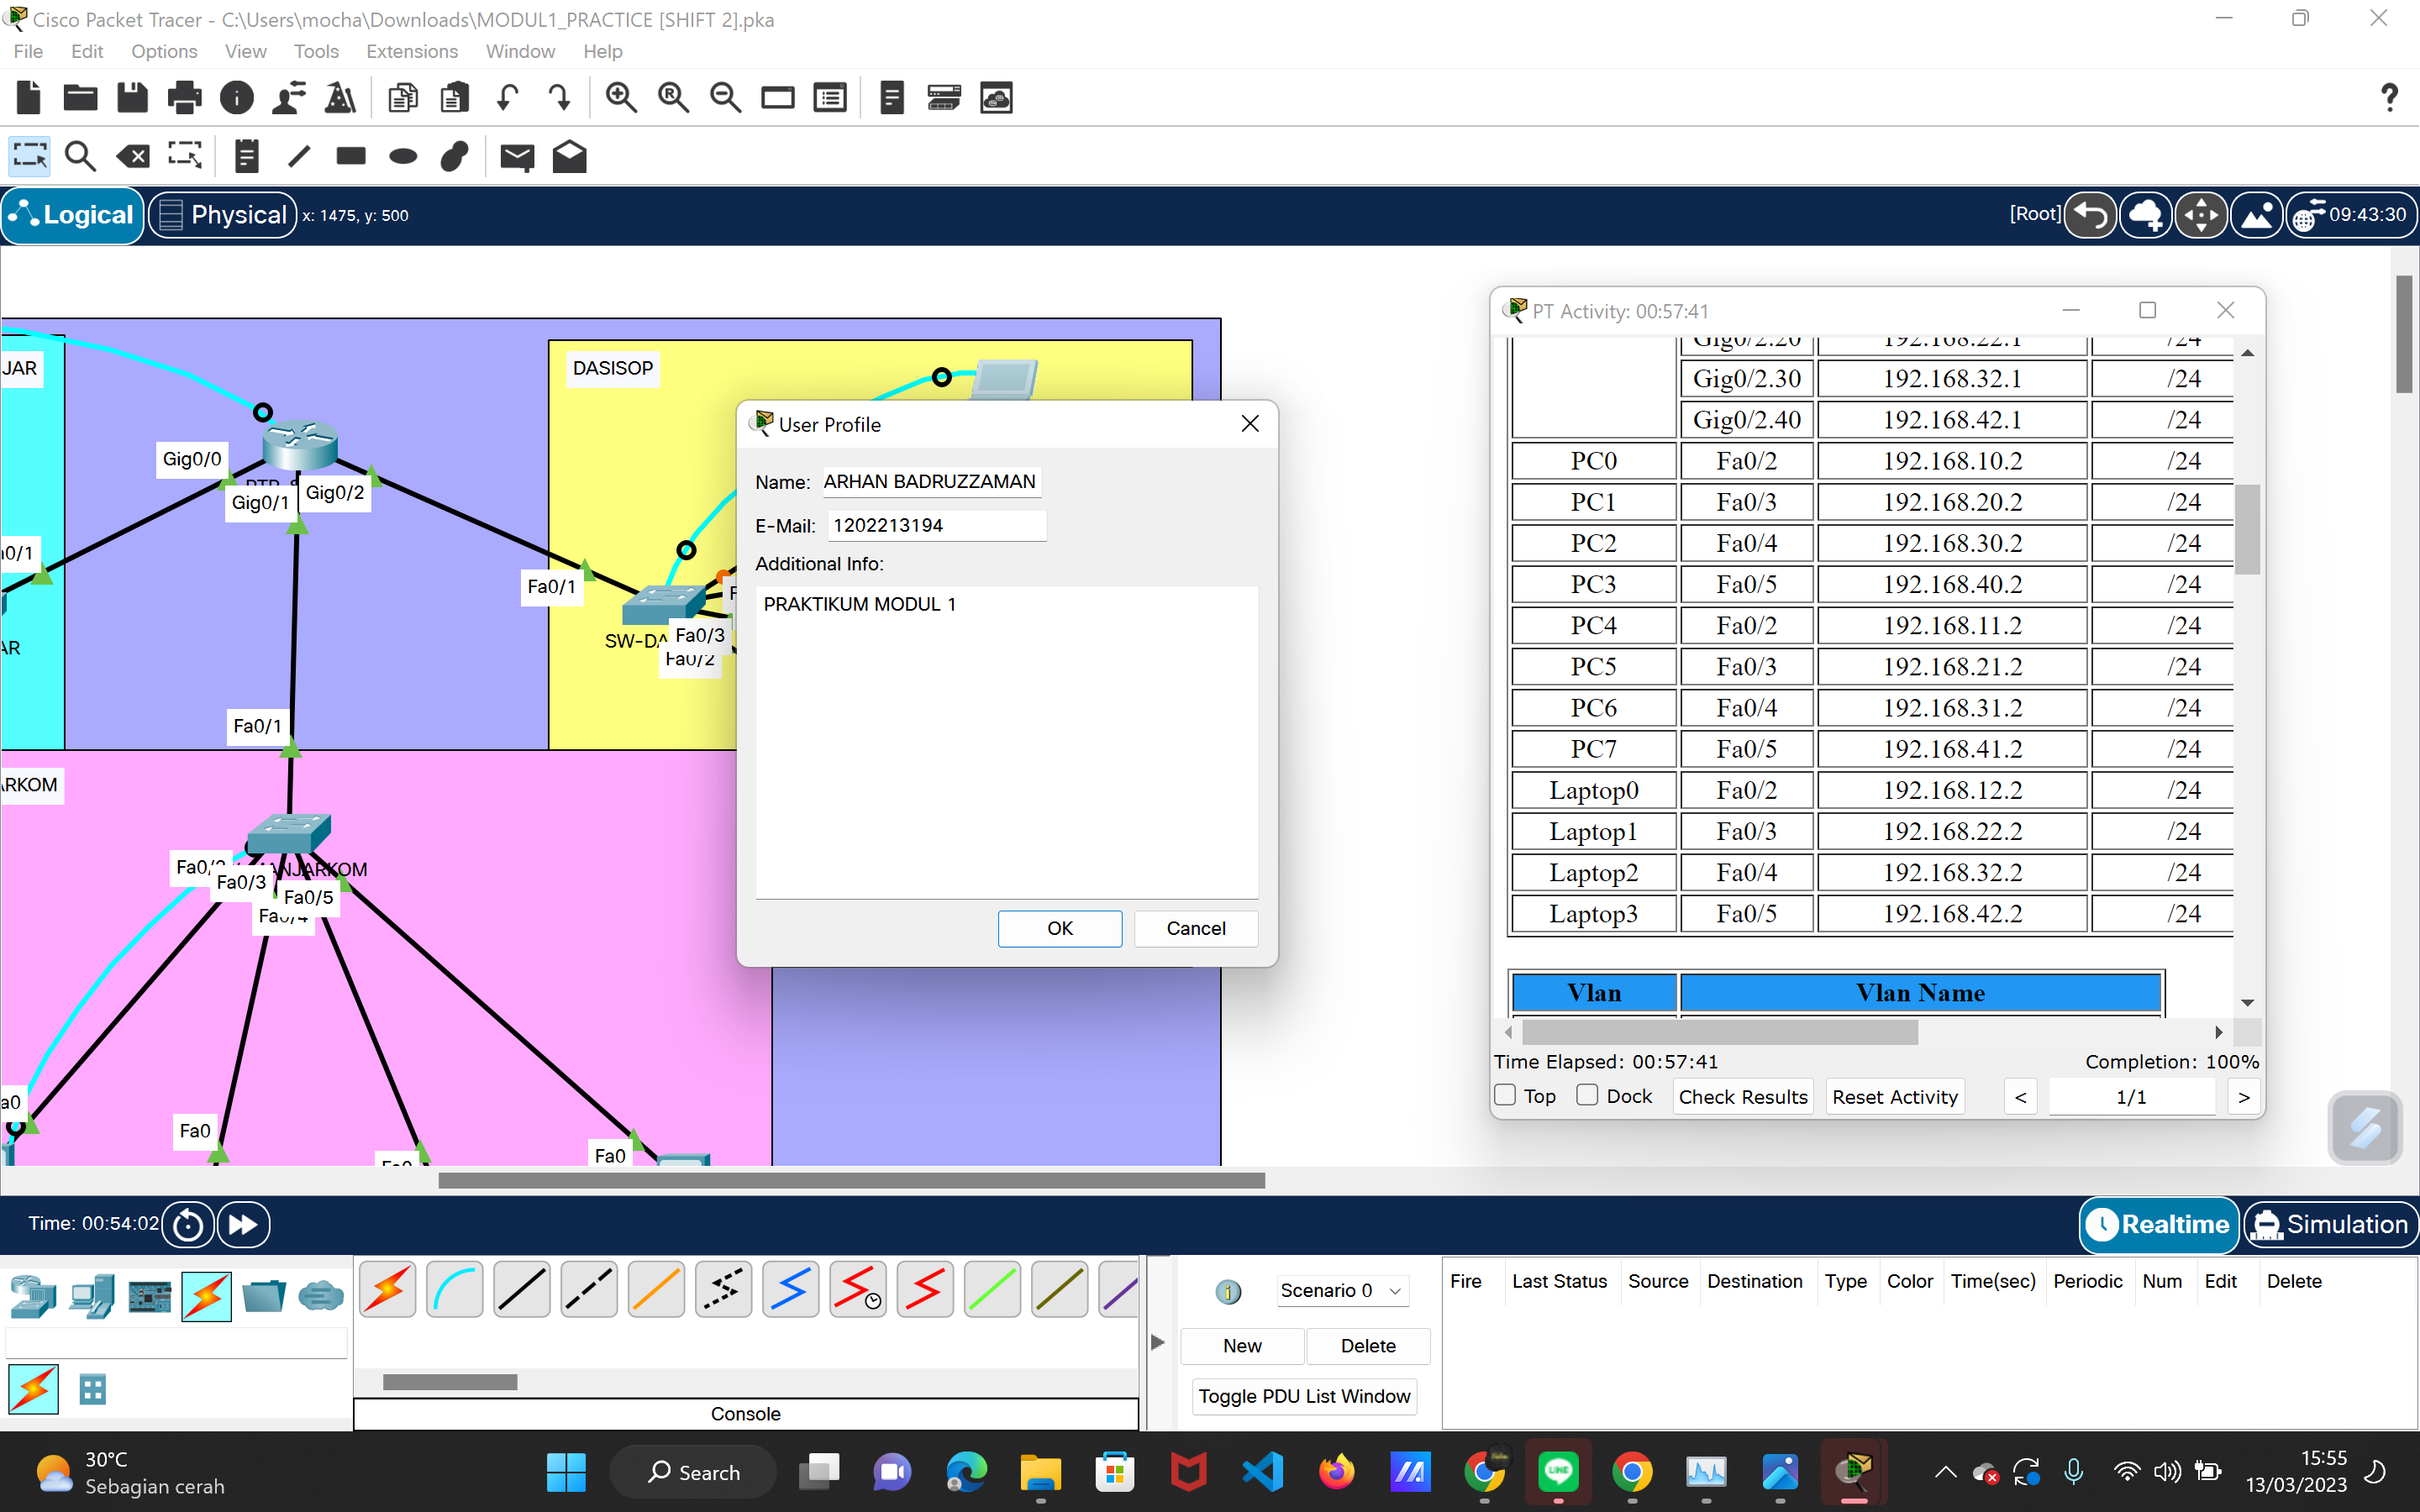 Cisco Packet Tracer - C:\Users\mocha\Downloads\MODUL1_PRACTICE [SHIFT 2].pka
File Edit Options View Tools Extensions Window Help
Logical Physical x: 1475, y: 500 [Root] 09:43:30
JAR
DASISOP
Gig0/0
Gig0/1
Gig0/2
Fa0/1
Fa0/1
SW-DA
Fa0/3
Fa0/2
Fa0/1
Fa0/3
NJARKOM
Fa0/5
Fa0
Fa0
User Profile
Name: ARHAN BADRUZZAMAN
E-Mail: 1202213194
Additional Info:
PRAKTIKUM MODUL 1
OK Cancel
PT Activity: 00:57:41
Gig0/2.20 192.168.22.1 /24
Gig0/2.30 192.168.32.1 /24
Gig0/2.40 192.168.42.1 /24
PC0 Fa0/2 192.168.10.2 /24
PC1 Fa0/3 192.168.20.2 /24
PC2 Fa0/4 192.168.30.2 /24
PC3 Fa0/5 192.168.40.2 /24
PC4 Fa0/2 192.168.11.2 /24
PC5 Fa0/3 192.168.21.2 /24
PC6 Fa0/4 192.168.31.2 /24
PC7 Fa0/5 192.168.41.2 /24
Laptop0 Fa0/2 192.168.12.2 /24
Laptop1 Fa0/3 192.168.22.2 /24
Laptop2 Fa0/4 192.168.32.2 /24
Laptop3 Fa0/5 192.168.42.2 /24
Vlan Vlan Name
Time Elapsed: 00:57:41 Completion: 100%
Top Dock Check Results Reset Activity < 1/1 >
Time: 00:54:02 Realtime Simulation
Scenario 0
New Delete
Toggle PDU List Window
Fire Last Status Source Destination Type Color Time(sec) Periodic Num Edit Delete
Console
30°C
Sebagian cerah
Search
LINE
15:55
13/03/2023